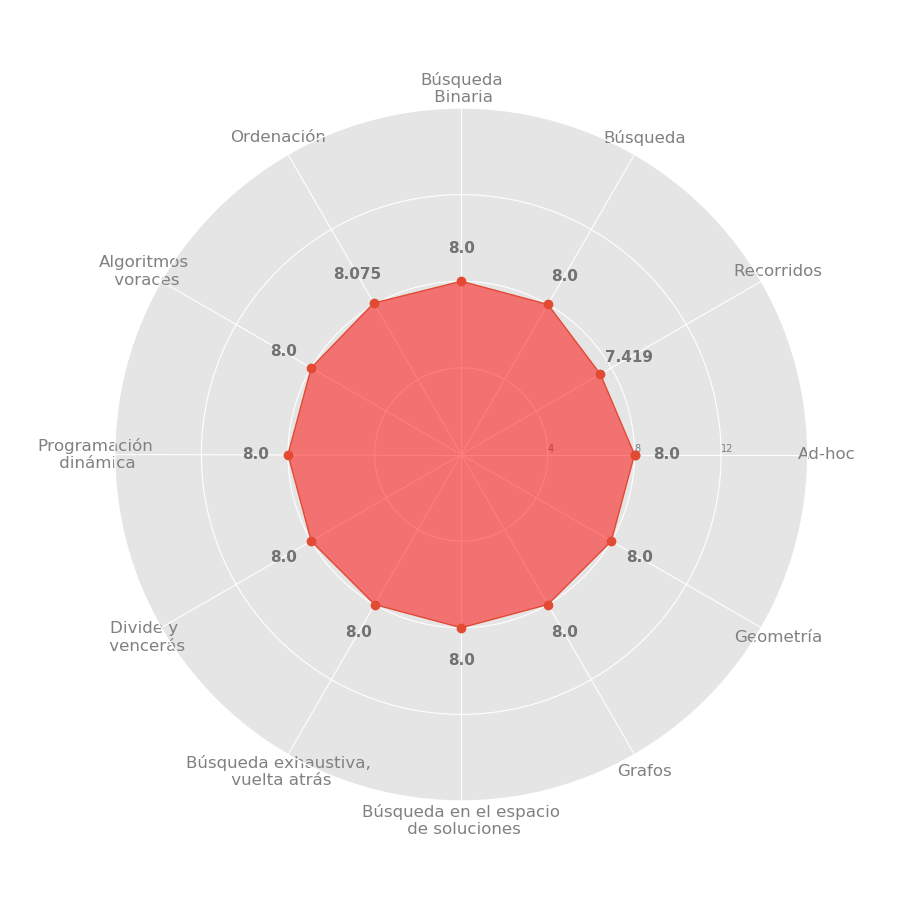 Búsqueda
Binaria
Ordenación
Búsqueda
8.0
Algoritmos
voraces
8.075
8.0
Recorridos
8.0
7.419
Programación
dinámica
8.0
4
8
12
8.0
Ad-hoc
8.0
8.0
Divide y
vencerás
8.0
8.0
Geometría
8.0
Búsqueda exhaustiva,
vuelta atrás
Grafos
Búsqueda en el espacio
de soluciones